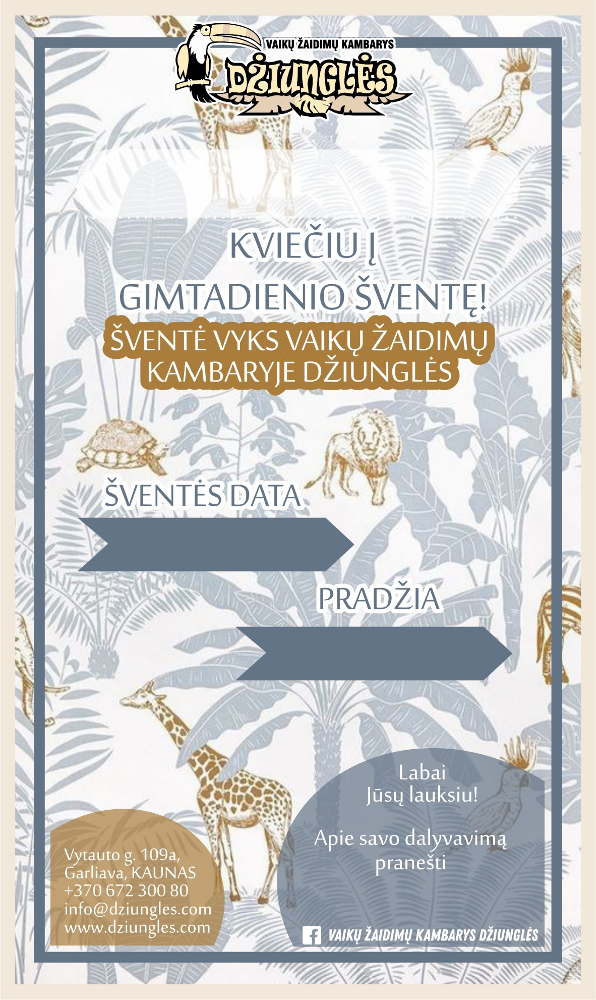 VAIKŲ ŽAIDIMŲ KAMBARYS
DŽIUNGLĖS
KVIEČIU Į
GIMTADIENIO ŠVENTĘ!
ŠVENTĖ VYKS VAIKŲ ŽAIDIMŲ
KAMBARYJE DŽIUNGLĖS
ŠVENTĖS DATA
PRADŽIA
Labai
Jūsų lauksiu!
Apie savo dalyvavimą
pranešti
Vytauto g. 109a,
Garliava, KAUNAS
+370 672 300 80
info@dziungles.com
www.dziungles.com
VAIKŲ ŽAIDIMŲ KAMBARYS DŽIUNGLĖS